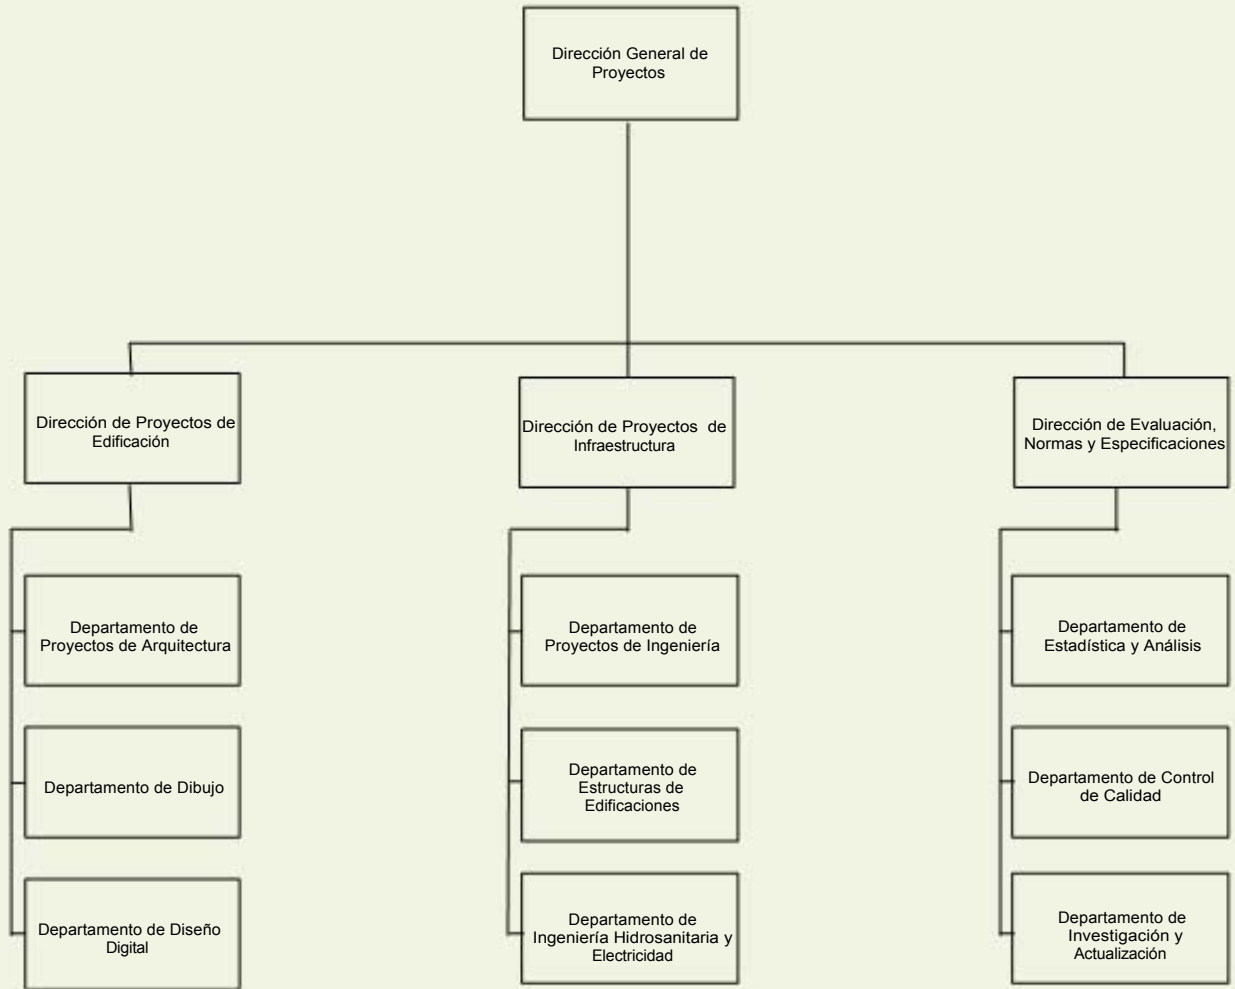 Dirección General de
Proyectos
Dirección de Proyectos de
Edificación
Dirección de Proyectos de
Infraestructura
Dirección de Evaluación,
Normas y Especificaciones
Departamento de
Proyectos de Arquitectura
Departamento de
Proyectos de Ingeniería
Departamento de
Estadística y Análisis
Departamento de Dibujo
Departamento de
Estructuras de
Edificaciones
Departamento de Control
de Calidad
Departamento de Diseño
Digital
Departamento de
Ingeniería Hidrosanitaria y
Electricidad
Departamento de
Investigación y
Actualización